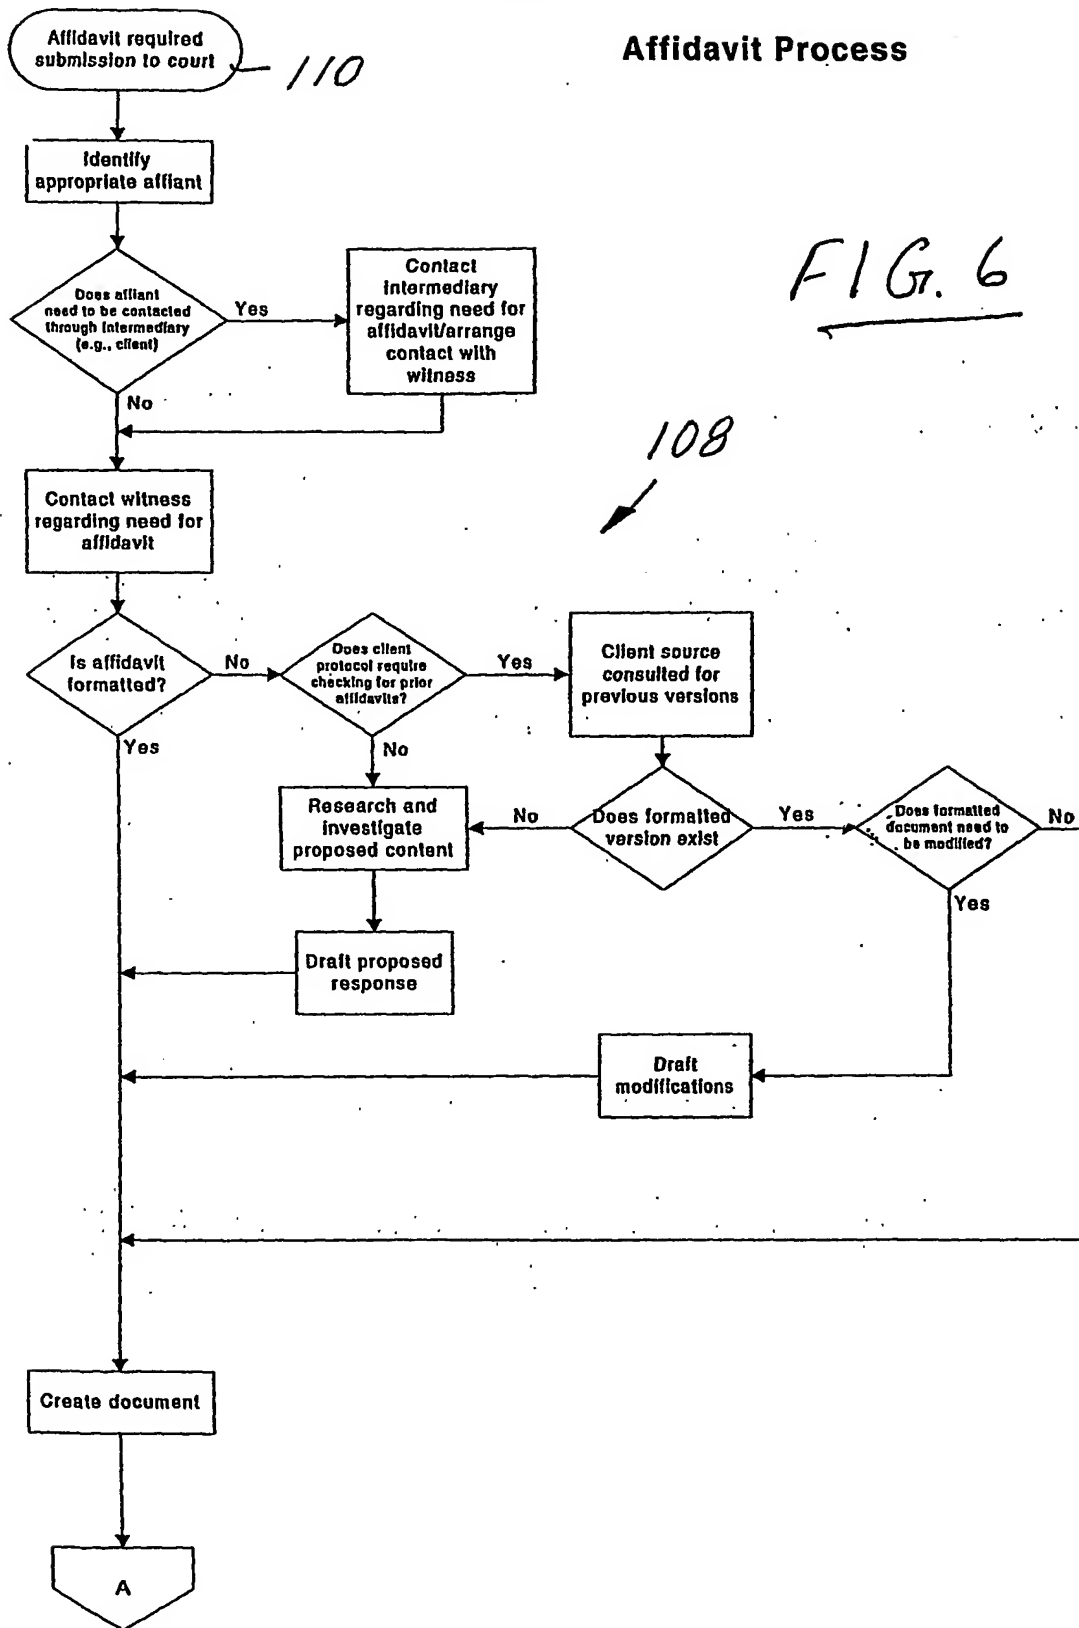 Affidavit Process
Affidavit required
submission to court
110
Identify
appropriate affiant
FIG. 6
Does affiant
need to be contacted
through intermediary
(e.g., client)
Yes
Contact
intermediary
regarding need for
affidavit/arrange
contact with
witness
No
108
Contact witness
regarding need for
affidavit
Is affidavit
formatted?
No
Does client
protocol require
checking for prior
affidavits?
Yes
Client source
consulted for
previous versions
Yes
No
Research and
investigate
proposed content
No
Does formatted
version exist
Yes
Does formatted
document need to
be modified?
No
Yes
Draft proposed
response
Draft
modifications
Create document
A